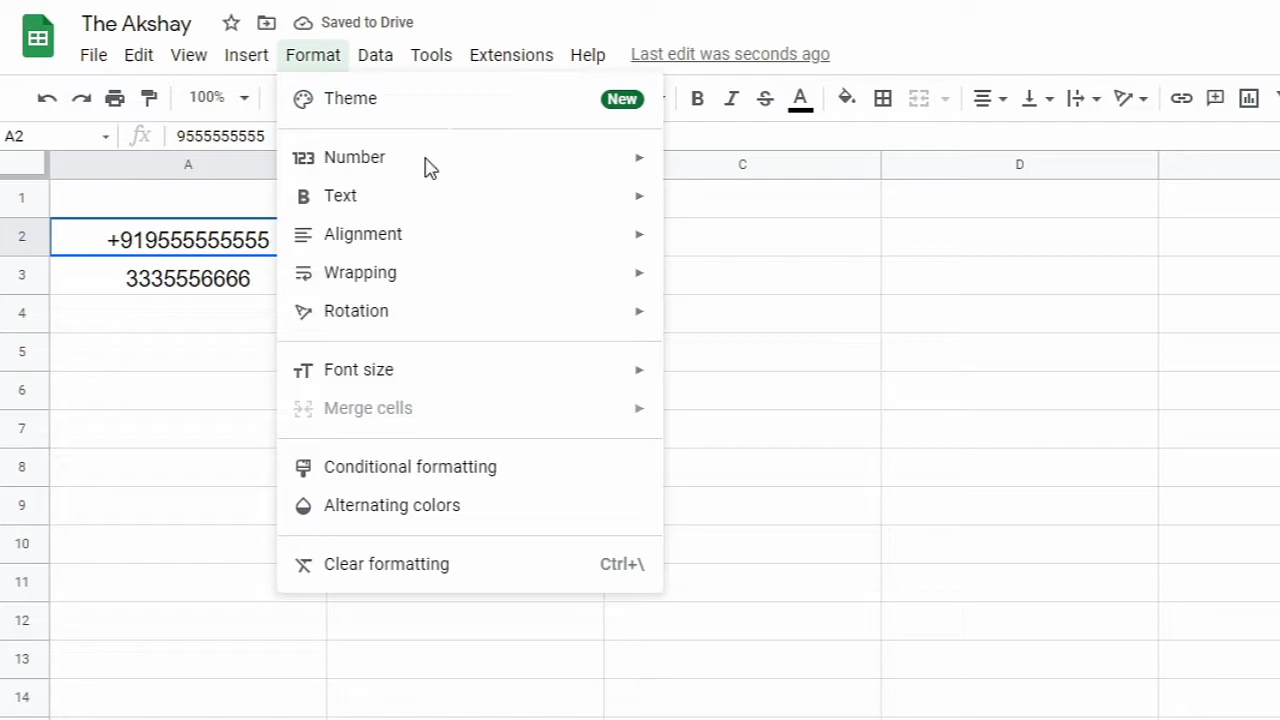 The Akshay Saved to Drive
File Edit View Insert Format Data Tools Extensions Help Last edit was seconds ago
100% B I S A
A2 fx 9555555555
Theme New
123 Number
B Text
Alignment
Wrapping
Rotation
Font size
Merge cells
Conditional formatting
Alternating colors
Clear formatting Ctrl+\
A C D
1
2 +919555555555
3 3335556666
4
5
6
7
8
9
10
11
12
13
14